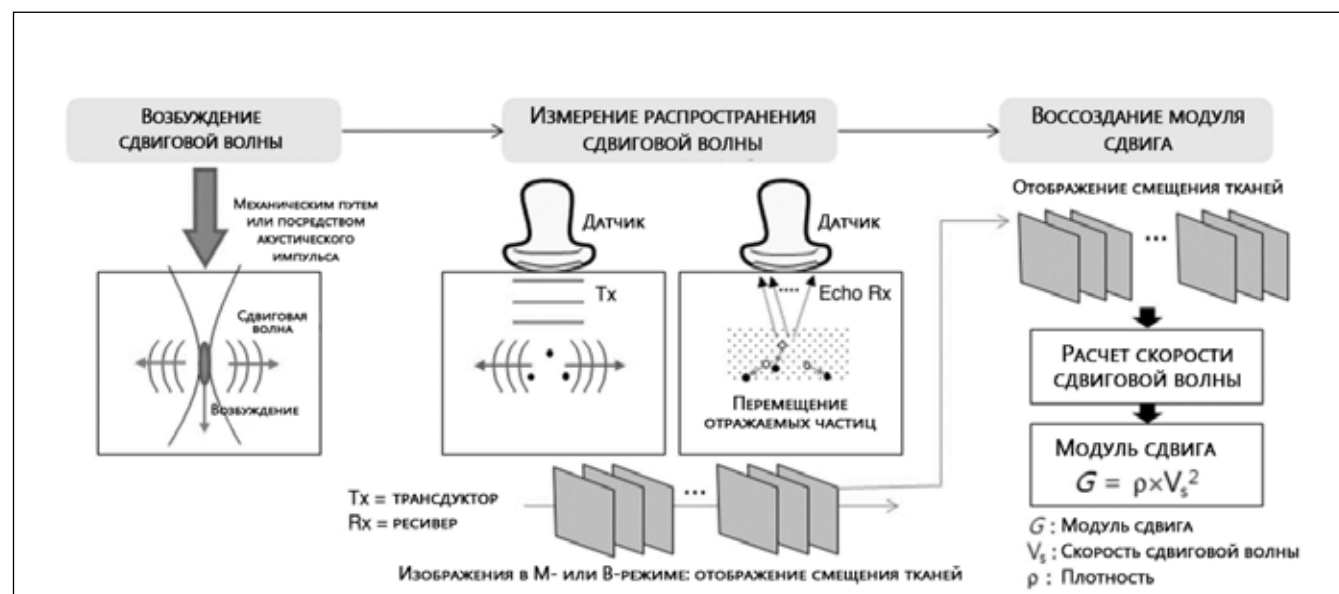 Возбуждение
сдвиговой волны
Измерение распространения
сдвиговой волны
Воссоздание модуля
сдвига
Механическим путем
или посредством
акустического
импульса
Сдвиговая
волна
Возбуждение
Датчик
Tx
Датчик
Echo Rx
Перемещение
отражаемых частиц
Tx = трансдуктор
Rx = ресивер
...
Изображения в М- или В-режиме: отображение смещения тканей
Отображение смещения тканей
...
Расчет скорости
сдвиговой волны
Модуль сдвига
G = ρ×Vs²
G : Модуль сдвига
Vs : Скорость сдвиговой волны
ρ : Плотность